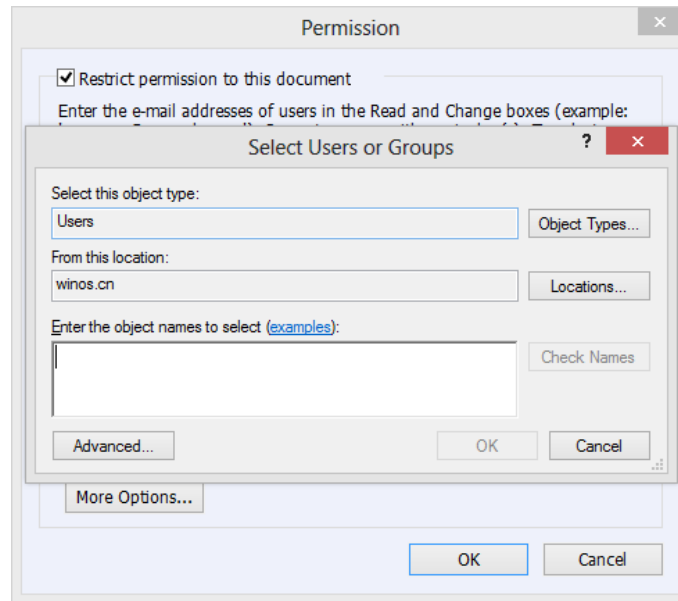 Permission
Restrict permission to this document
Enter the e-mail addresses of users in the Read and Change boxes (example:
Select Users or Groups
?
Select this object type:
Users
Object Types...
From this location:
winos.cn
Locations...
Enter the object names to select (examples):
Check Names
Advanced...
OK
Cancel
More Options...
OK
Cancel